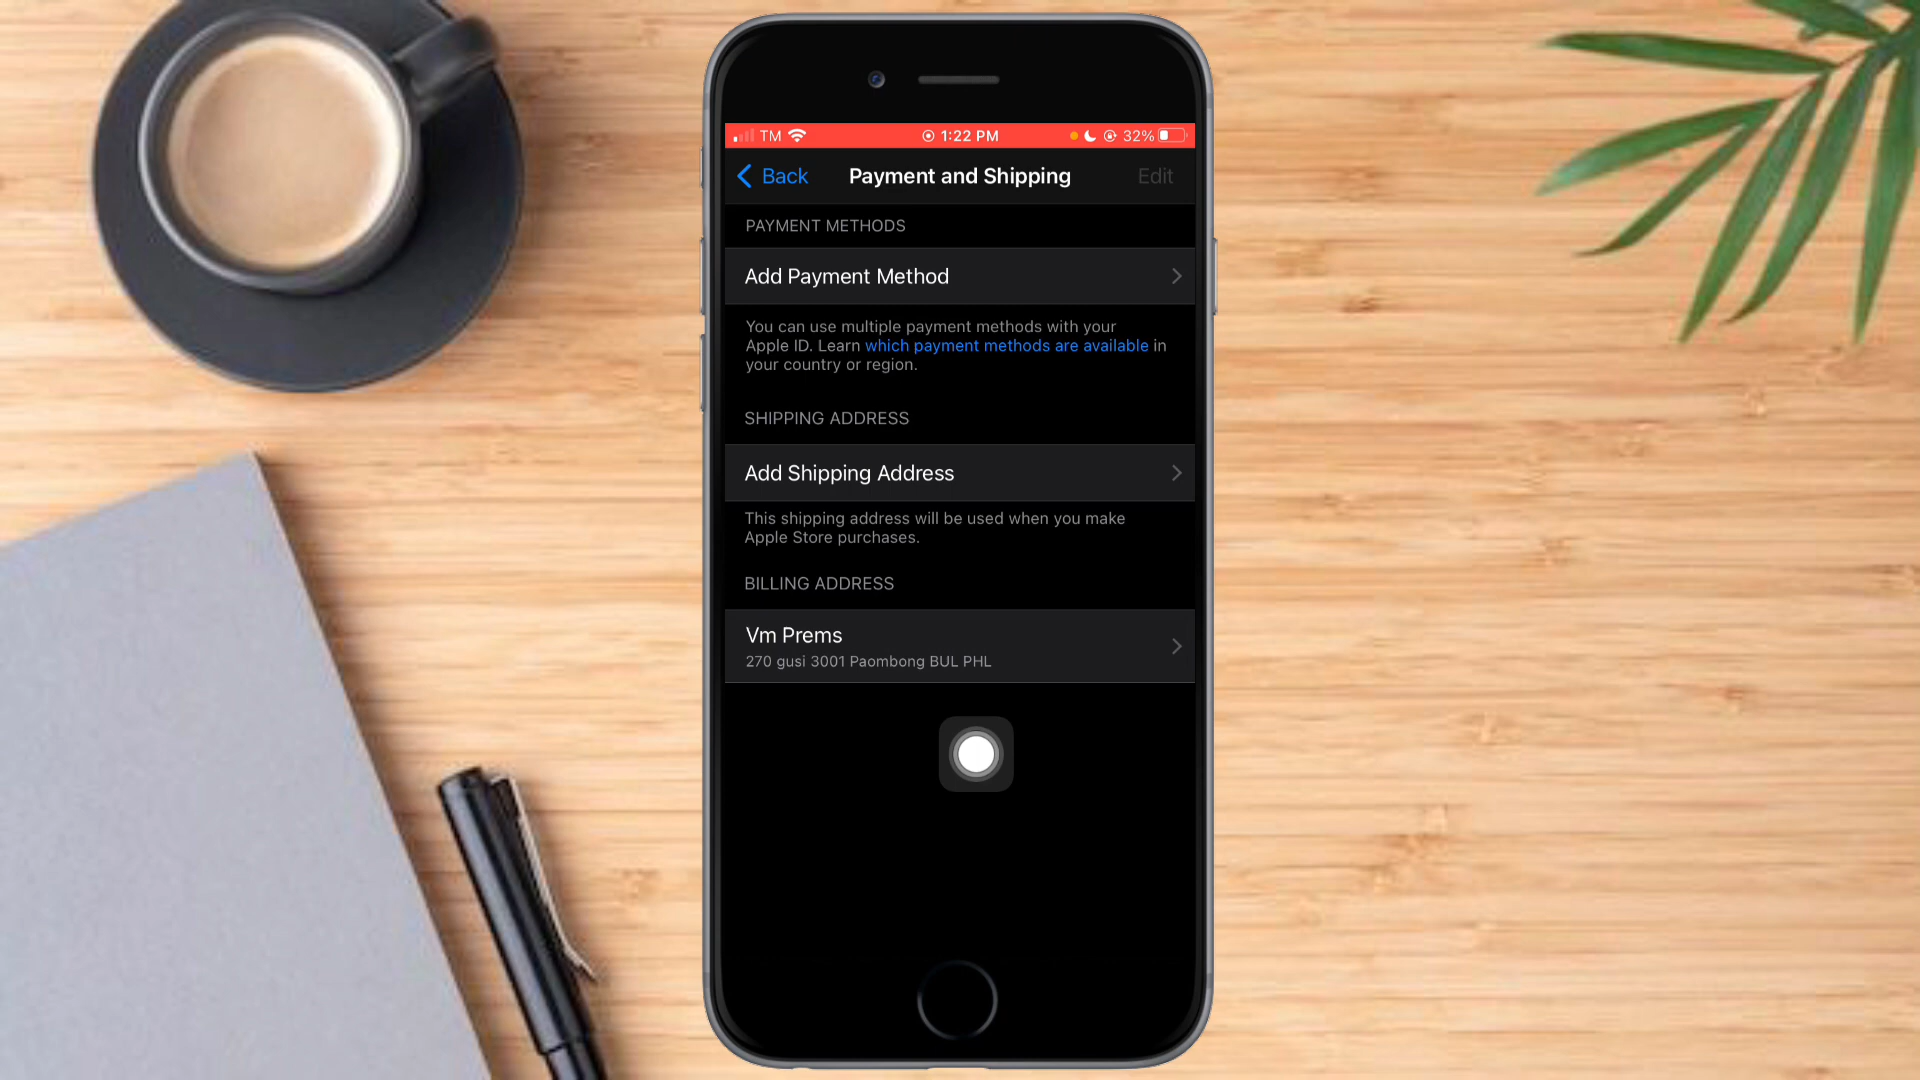 TM 1:22 PM 32%
Back Payment and Shipping Edit
PAYMENT METHODS
Add Payment Method
You can use multiple payment methods with your
Apple ID. Learn which payment methods are available in
your country or region.
SHIPPING ADDRESS
Add Shipping Address
This shipping address will be used when you make
Apple Store purchases.
BILLING ADDRESS
Vm Prems
270 gusi 3001 Paombong BUL PHL